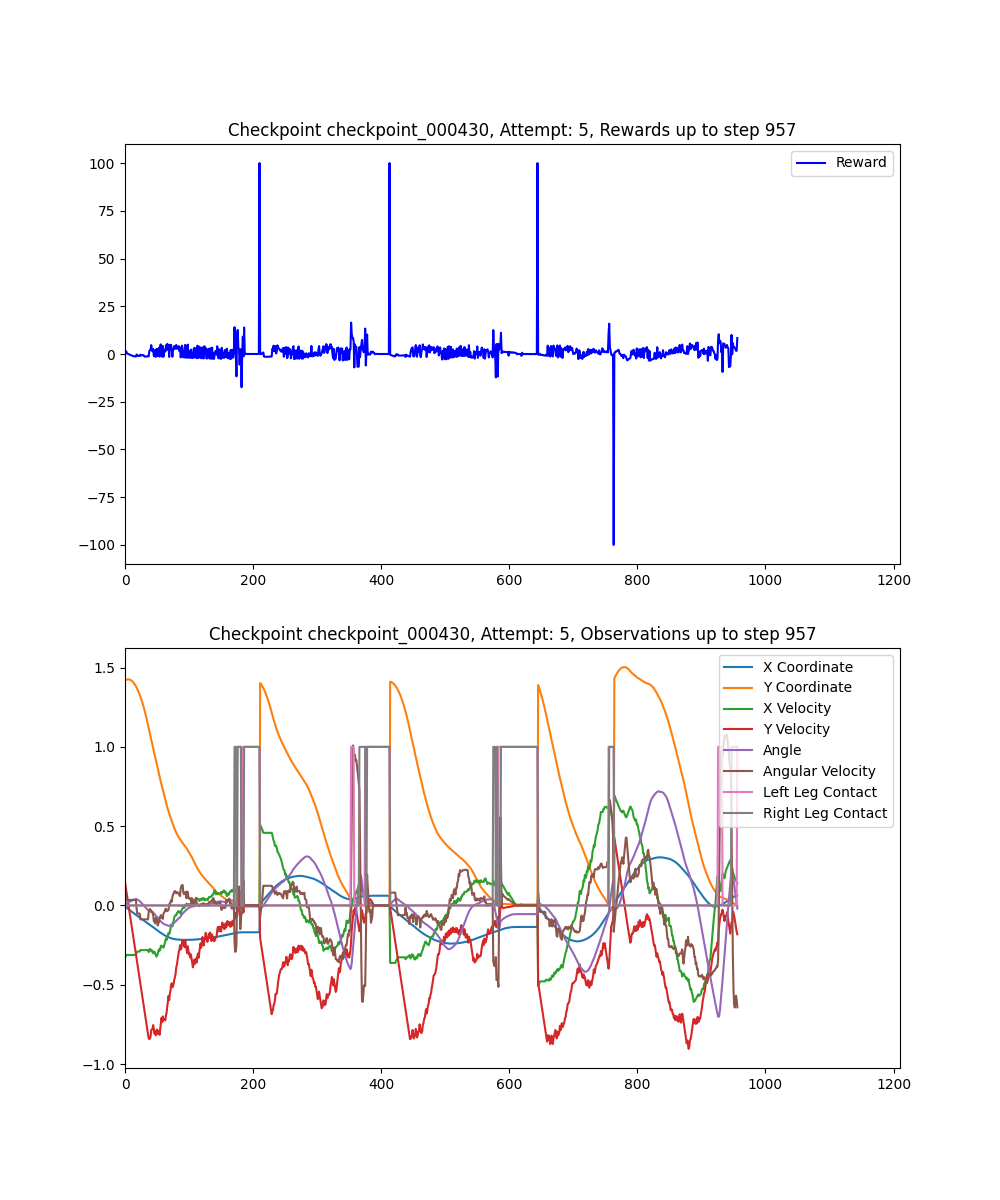 Checkpoint checkpoint_000430, Attempt: 5, Rewards up to step 957
100
75
50
25
0
−25
−50
−75
−100
Reward
0 200 400 600 800 1000 1200
Checkpoint checkpoint_000430, Attempt: 5, Observations up to step 957
1.5
1.0
0.5
0.0
−0.5
−1.0
X Coordinate
Y Coordinate
X Velocity
Y Velocity
Angle
Angular Velocity
Left Leg Contact
Right Leg Contact
0 200 400 600 800 1000 1200